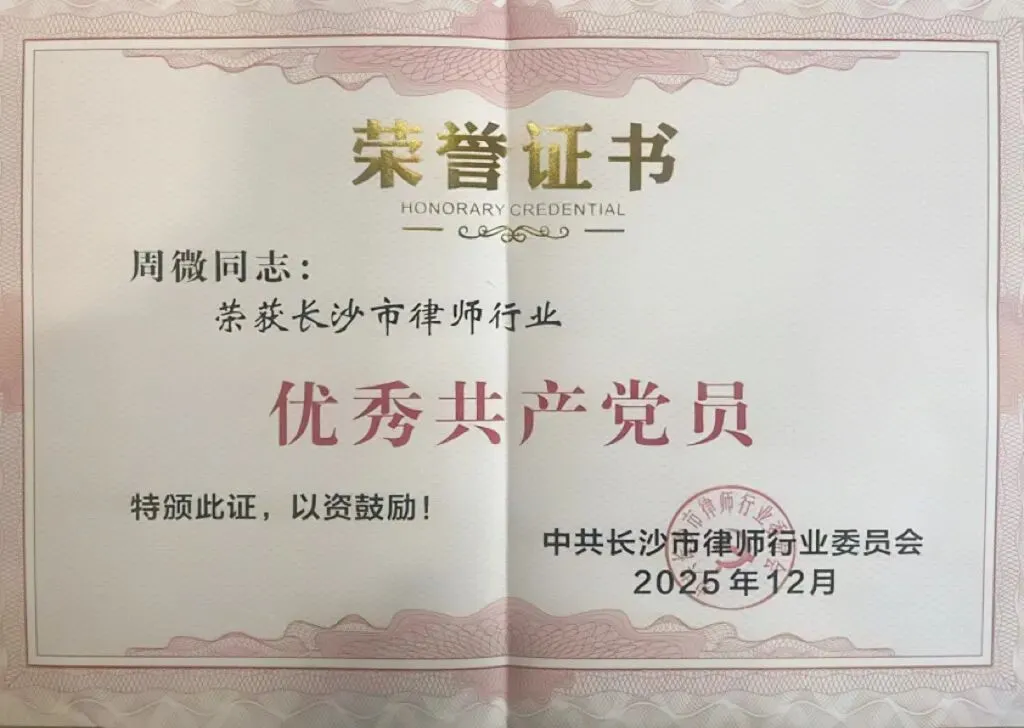 荣誉证书
HONORARY CREDENTIAL
周微同志：
荣获长沙市律师行业
优秀共产党员
特颁此证，以资鼓励！
中共长沙市律师行业委员会
2025年12月